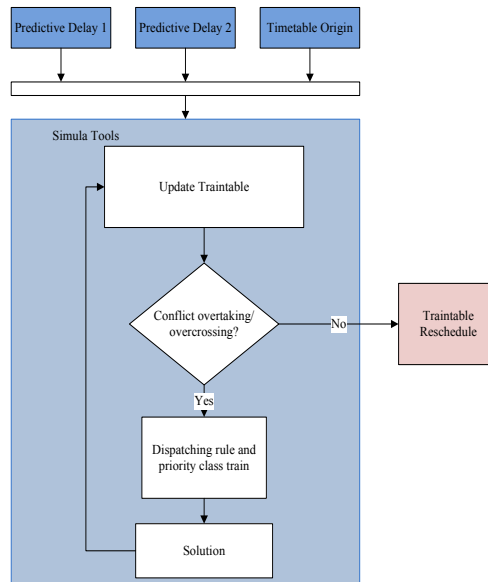 Predictive Delay 1
Predictive Delay 2
Timetable Origin
Simula Tools
Update Traintable
Conflict overtaking/
overcrossing?
No
Traintable
Reschedule
Yes
Dispatching rule and
priority class train
Solution